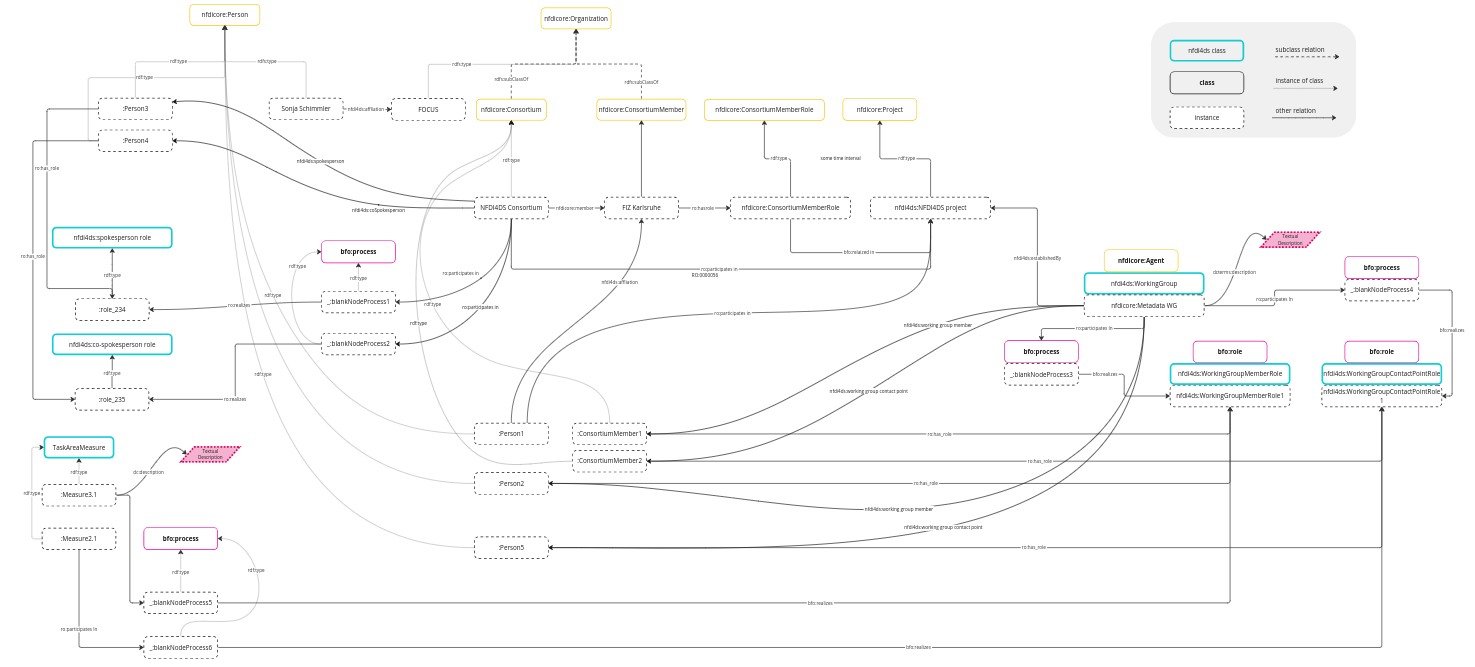 nfdicore:Person
nfdicore:Organization
nfdi4ds class
subclass relation
class
instance of class
instance
other relation
rdf:type
rdf:type
rdf:type
rdf:type
rdfs:subClassOf
rdfs:subClassOf
:Person3
Sonja Schimmler
nfdi4ds:affiliation
FOCUS
nfdicore:Consortium
nfdicore:ConsortiumMember
nfdicore:ConsortiumMemberRole
nfdicore:Project
:Person4
ro:has_role
nfdi4ds:spokesperson
rdf:type
rdf:type
some time interval
rdf:type
nfdi4ds:coSpokesperson
NFDI4DS Consortium
nfdicore:member
FIZ Karlsruhe
ro:hasrole
nfdicore:ConsortiumMemberRole
nfdi4ds:NFDI4DS project
nfdi4ds:spokesperson role
ro:has_role
bfo:process
rdf:type
rdf:type
rdf:type
ro:participates in
ro:participates in
RO:0000056
nfdi4ds:affiliation
nfdi4ds:establishedBy
nfdicore:Agent
nfdi4ds:WorkingGroup
nfdicore:Metadata WG
Textual
Description
dcterms:description
bfo:process
_:blankNodeProcess4
ro:participates in
:role_234
ro:realizes
rdf:type
_:blankNodeProcess1
rdf:type
ro:participates in
ro:participates in
rdf:type
nfdi4ds:working group member
ro:participates in
bfo:realizes
nfdi4ds:co-spokesperson role
_:blankNodeProcess2
bfo:process
_:blankNodeProcess3
bfo:realizes
bfo:role
nfdi4ds:WorkingGroupMemberRole
nfdi4ds:WorkingGroupMemberRole1
bfo:role
nfdi4ds:WorkingGroupContactPointRole
nfdi4ds:WorkingGroupContactPointRole
1
rdf:type
rdf:type
nfdi4ds:working group contact point
:role_235
ro:realizes
:Person1
:ConsortiumMember1
ro:has_role
TaskAreaMeasure
Textual
Description
:ConsortiumMember2
ro:has_role
rdf:type
dc:description
:Person2
ro:has_role
rdf:type
:Measure3.1
nfdi4ds:working group member
nfdi4ds:working group contact point
:Measure2.1
bfo:process
:Person5
ro:has_role
rdf:type
rdf:type
_:blankNodeProcess5
bfo:realizes
ro:participates in
_:blankNodeProcess6
bfo:realizes